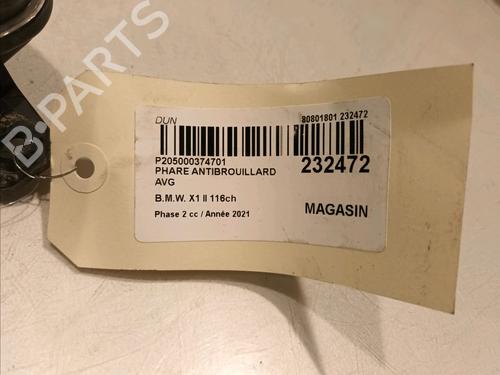 B-PARTS
DUN
80801801 232472
P205000374701
232472
PHARE ANTIBROUILLARD
AVG
B.M.W. X1 II 116ch
MAGASIN
Phase 2 cc / Année 2021